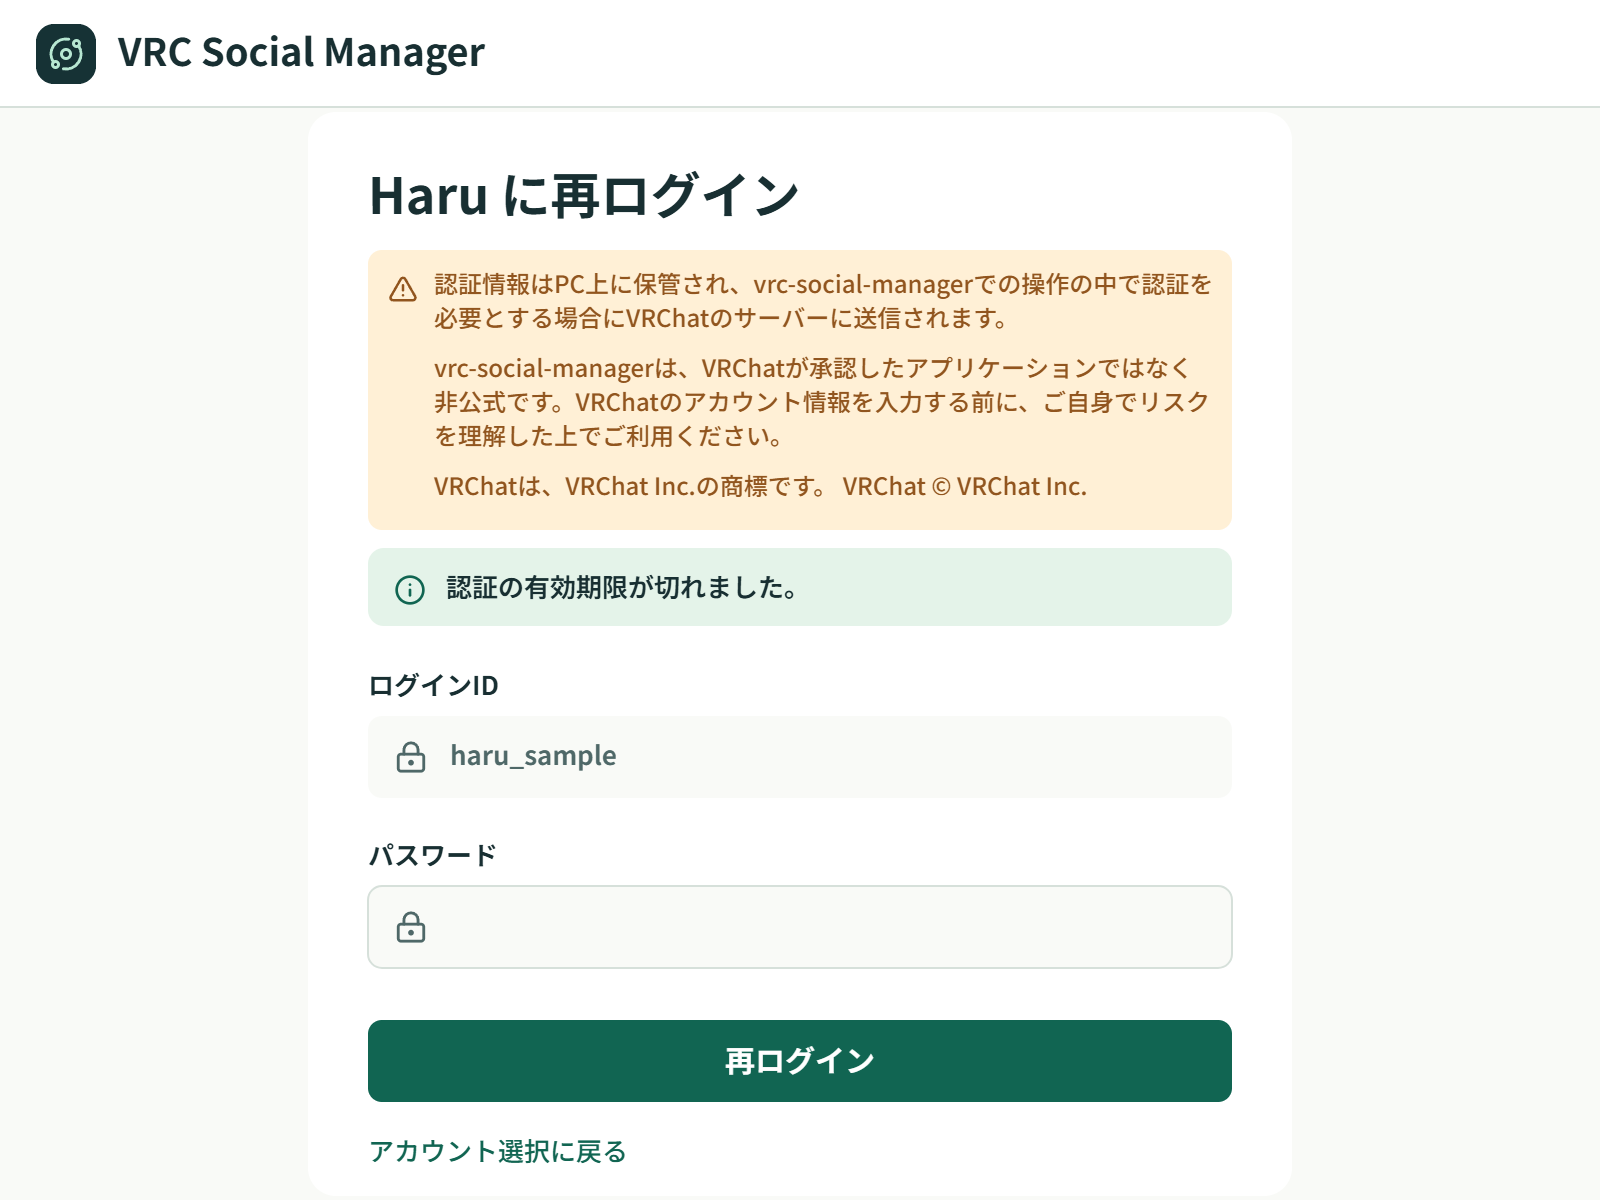 VRC Social Manager
Haru に再ログイン
認証情報はPC上に保管され、vrc-social-managerでの操作の中で認証を
必要とする場合にVRChatのサーバーに送信されます。
vrc-social-managerは、VRChatが承認したアプリケーションではなく
非公式です。VRChatのアカウント情報を入力する前に、ご自身でリスク
を理解した上でご利用ください。
VRChatは、VRChat Inc.の商標です。 VRChat © VRChat Inc.
認証の有効期限が切れました。
ログインID
haru_sample
パスワード
再ログイン
アカウント選択に戻る